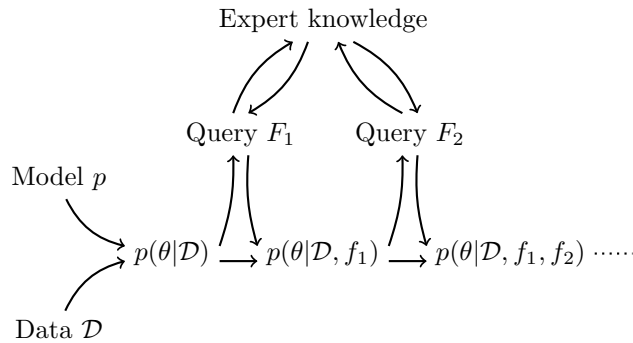 Expert knowledge
Query F₁
Query F₂
Model p
p(θ|𝒟)
p(θ|𝒟, f₁)
p(θ|𝒟, f₁, f₂) ······
Data 𝒟